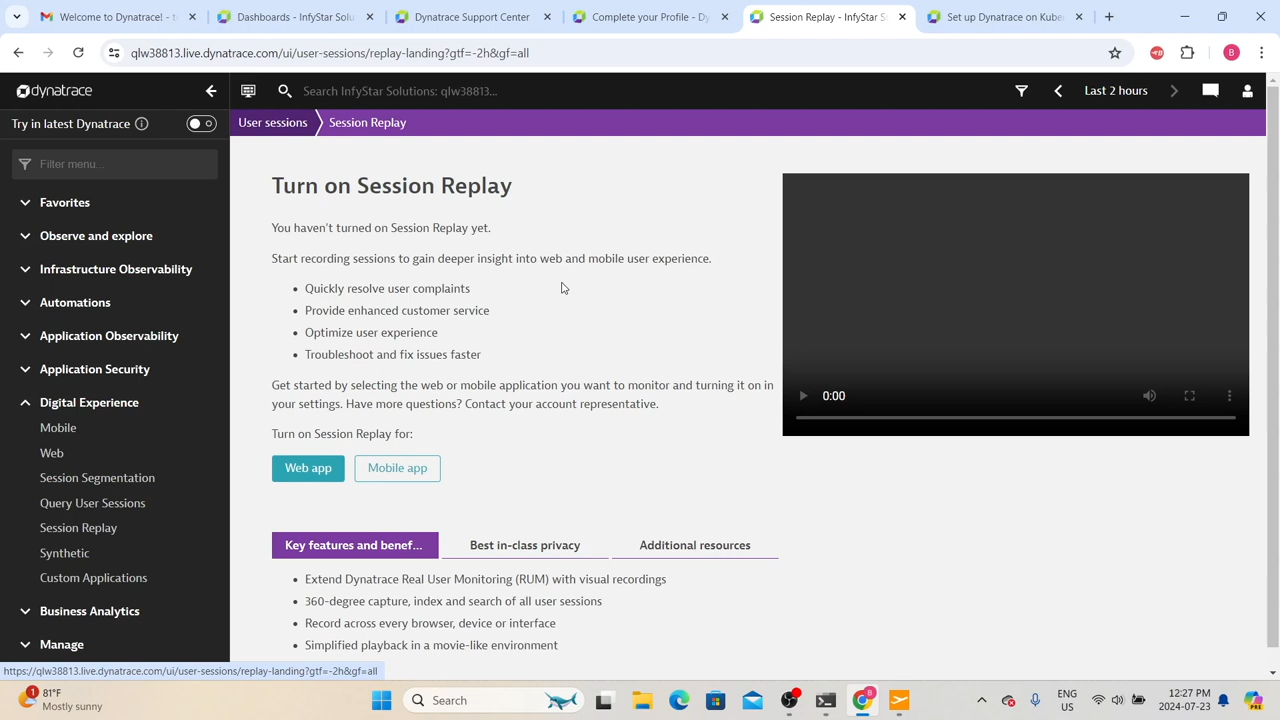 Welcome to Dynatrace! - t
Dashboards - InfyStar Solu
Dynatrace Support Center
Complete your Profile - Dy
Session Replay - InfyStar S
Set up Dynatrace on Kube
qlw38813.live.dynatrace.com/ui/user-sessions/replay-landing?gtf=-2h&gf=all
B
dynatrace
Search InfyStar Solutions: qlw38813...
Last 2 hours
Try in latest Dynatrace
User sessions
Session Replay
Filter menu...
Favorites
Observe and explore
Infrastructure Observability
Automations
Application Observability
Application Security
Digital Experience
Mobile
Web
Session Segmentation
Query User Sessions
Session Replay
Synthetic
Custom Applications
Business Analytics
Manage
Turn on Session Replay
You haven't turned on Session Replay yet.
Start recording sessions to gain deeper insight into web and mobile user experience.
• Quickly resolve user complaints
• Provide enhanced customer service
• Optimize user experience
• Troubleshoot and fix issues faster
Get started by selecting the web or mobile application you want to monitor and turning it on in
your settings. Have more questions? Contact your account representative.
Turn on Session Replay for:
Web app
Mobile app
0:00
Key features and benef...
Best in-class privacy
Additional resources
• Extend Dynatrace Real User Monitoring (RUM) with visual recordings
• 360-degree capture, index and search of all user sessions
• Record across every browser, device or interface
• Simplified playback in a movie-like environment
https://qlw38813.live.dynatrace.com/ui/user-sessions/replay-landing?gtf=-2h&gf=all
1
81°F
Mostly sunny
Search
B
ENG
US
12:27 PM
2024-07-23
PRE